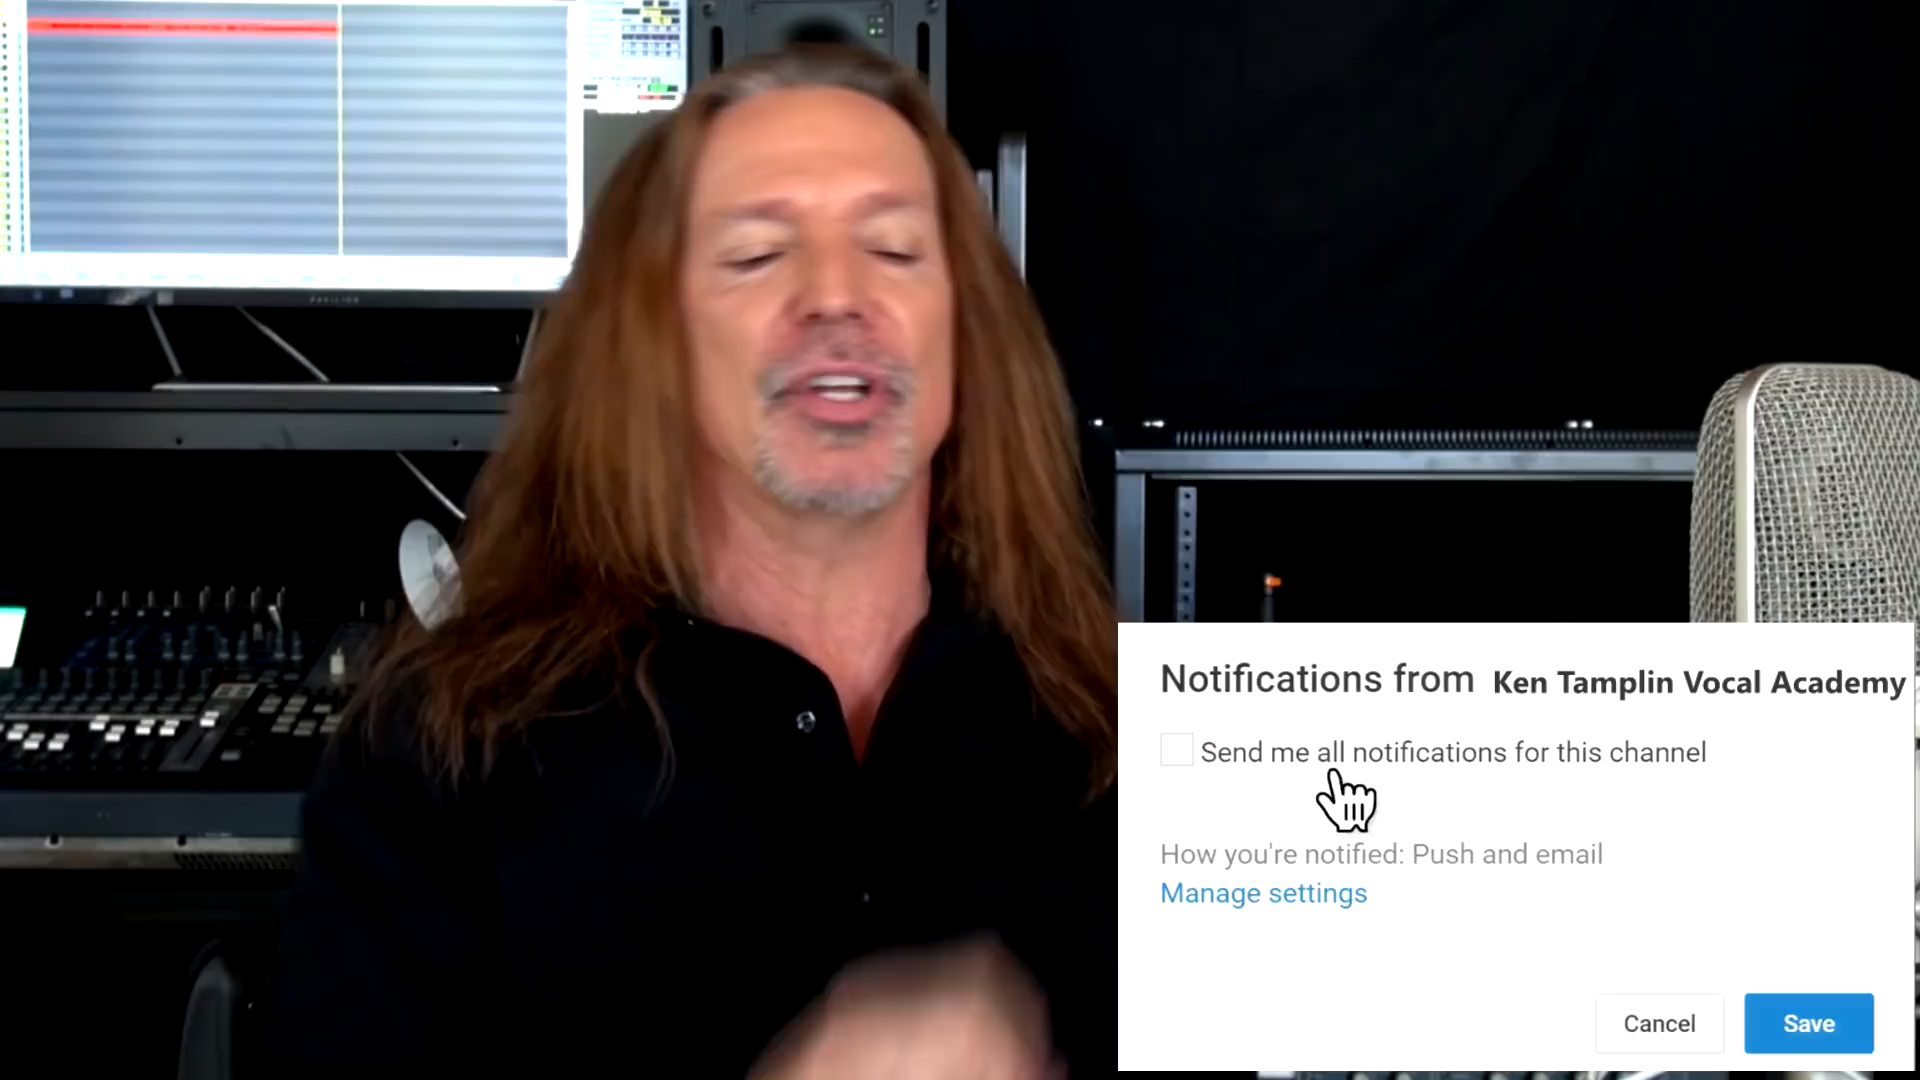 Notifications from Ken Tamplin Vocal Academy
Send me all notifications for this channel
How you're notified: Push and email
Manage settings
Cancel
Save